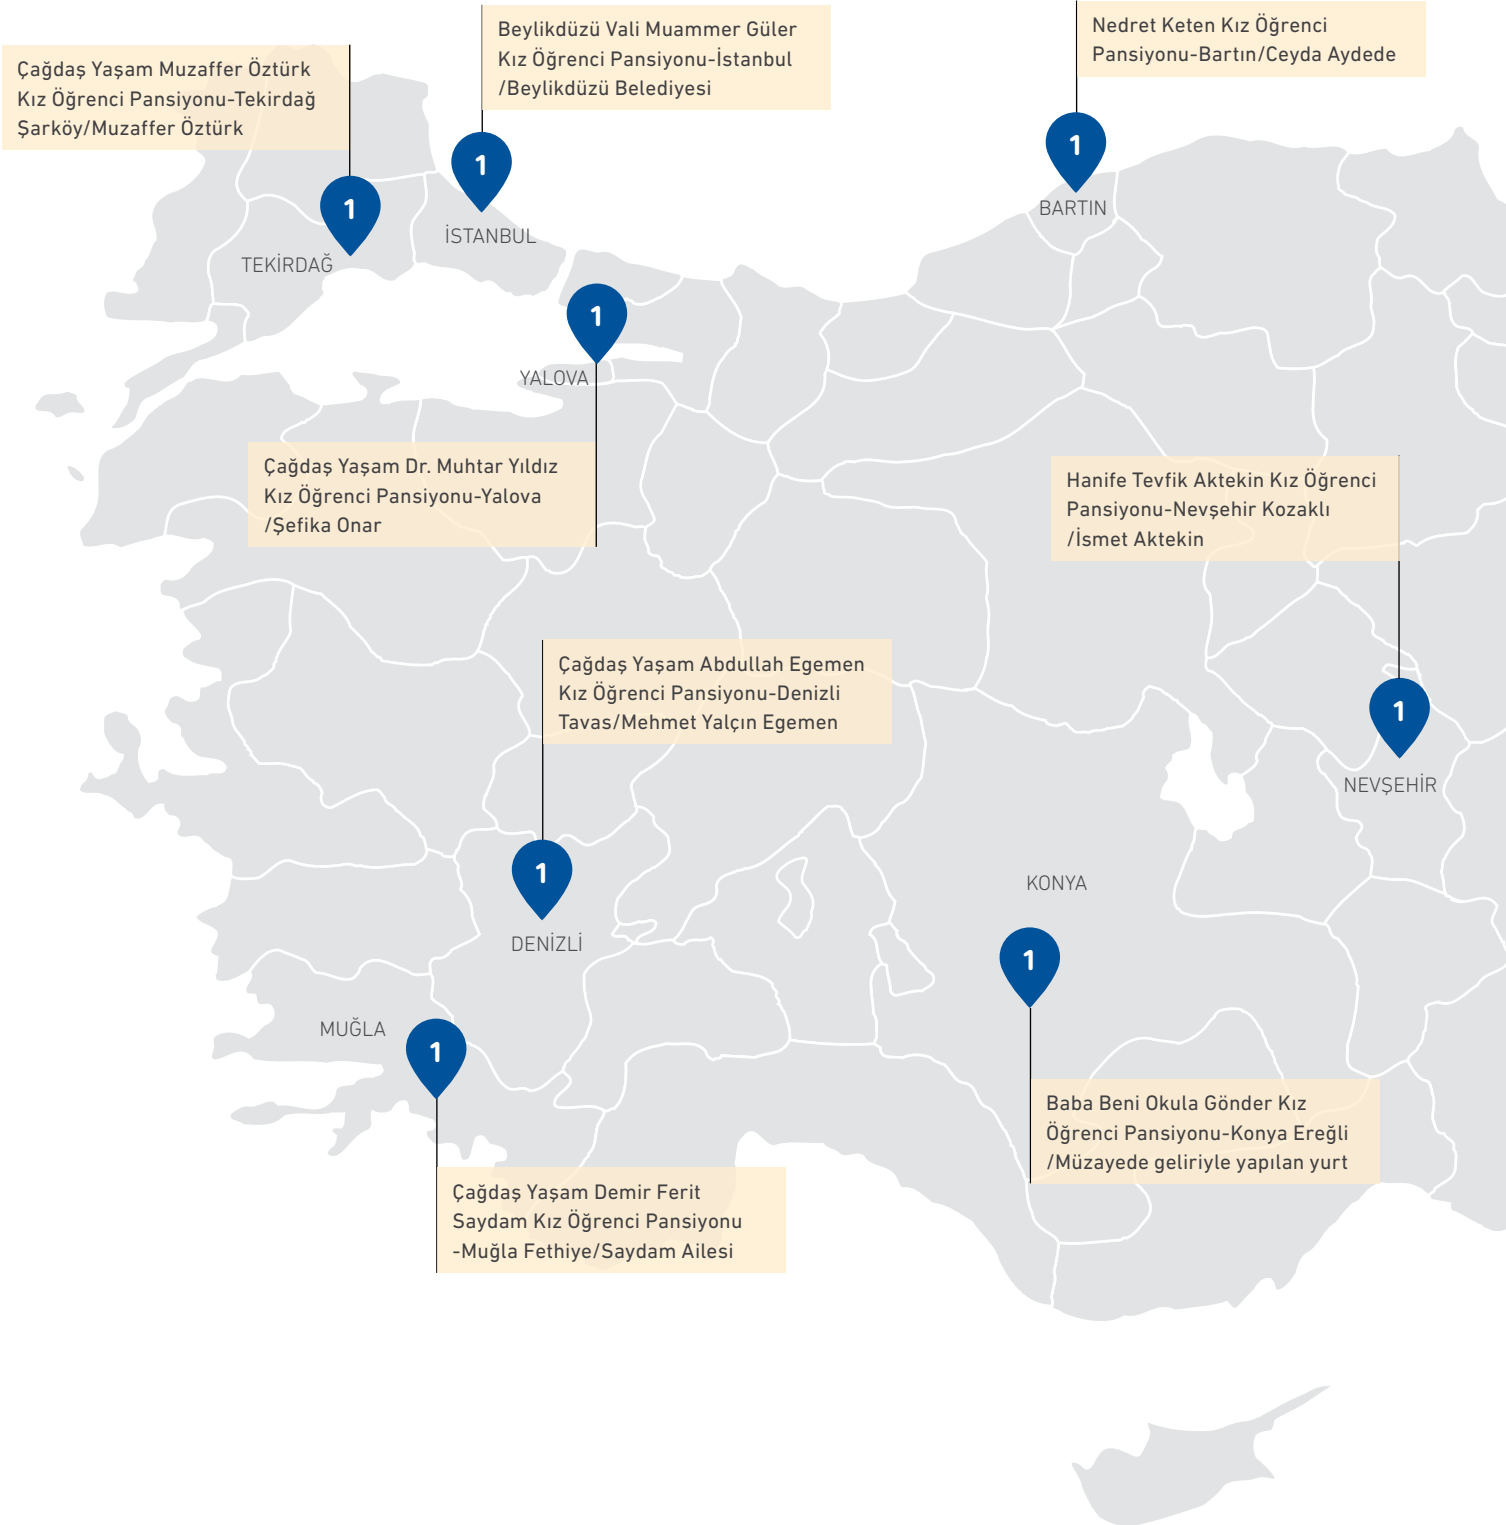 Çağdaş Yaşam Muzaffer Öztürk
Kız Öğrenci Pansiyonu-Tekirdağ
Şarköy/Muzaffer Öztürk
1
TEKİRDAĞ
Beylikdüzü Vali Muammer Güler
Kız Öğrenci Pansiyonu-İstanbul
/Beylikdüzü Belediyesi
1
İSTANBUL
Nedret Keten Kız Öğrenci
Pansiyonu-Bartın/Ceyda Aydede
1
BARTIN
1
YALOVA
Çağdaş Yaşam Dr. Muhtar Yıldız
Kız Öğrenci Pansiyonu-Yalova
/Şefika Onar
Hanife Tevfik Aktekin Kız Öğrenci
Pansiyonu-Nevşehir Kozaklı
/İsmet Aktekin
1
NEVŞEHİR
Çağdaş Yaşam Abdullah Egemen
Kız Öğrenci Pansiyonu-Denizli
Tavas/Mehmet Yalçın Egemen
1
DENİZLİ
KONYA
1
Baba Beni Okula Gönder Kız
Öğrenci Pansiyonu-Konya Ereğli
/Müzayede geliriyle yapılan yurt
MUĞLA
1
Çağdaş Yaşam Demir Ferit
Saydam Kız Öğrenci Pansiyonu
-Muğla Fethiye/Saydam Ailesi